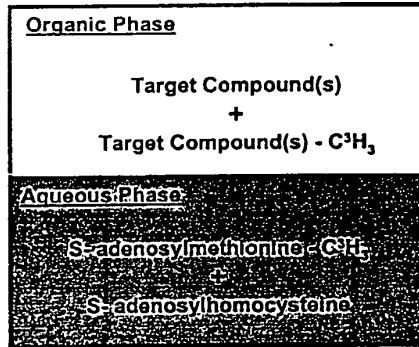 Organic Phase
Target Compound(s)
+
Target Compound(s) - C³H₃
Aqueous Phase
S- adenosylmethionine - C³H₃
+
S- adenosylhomocysteine